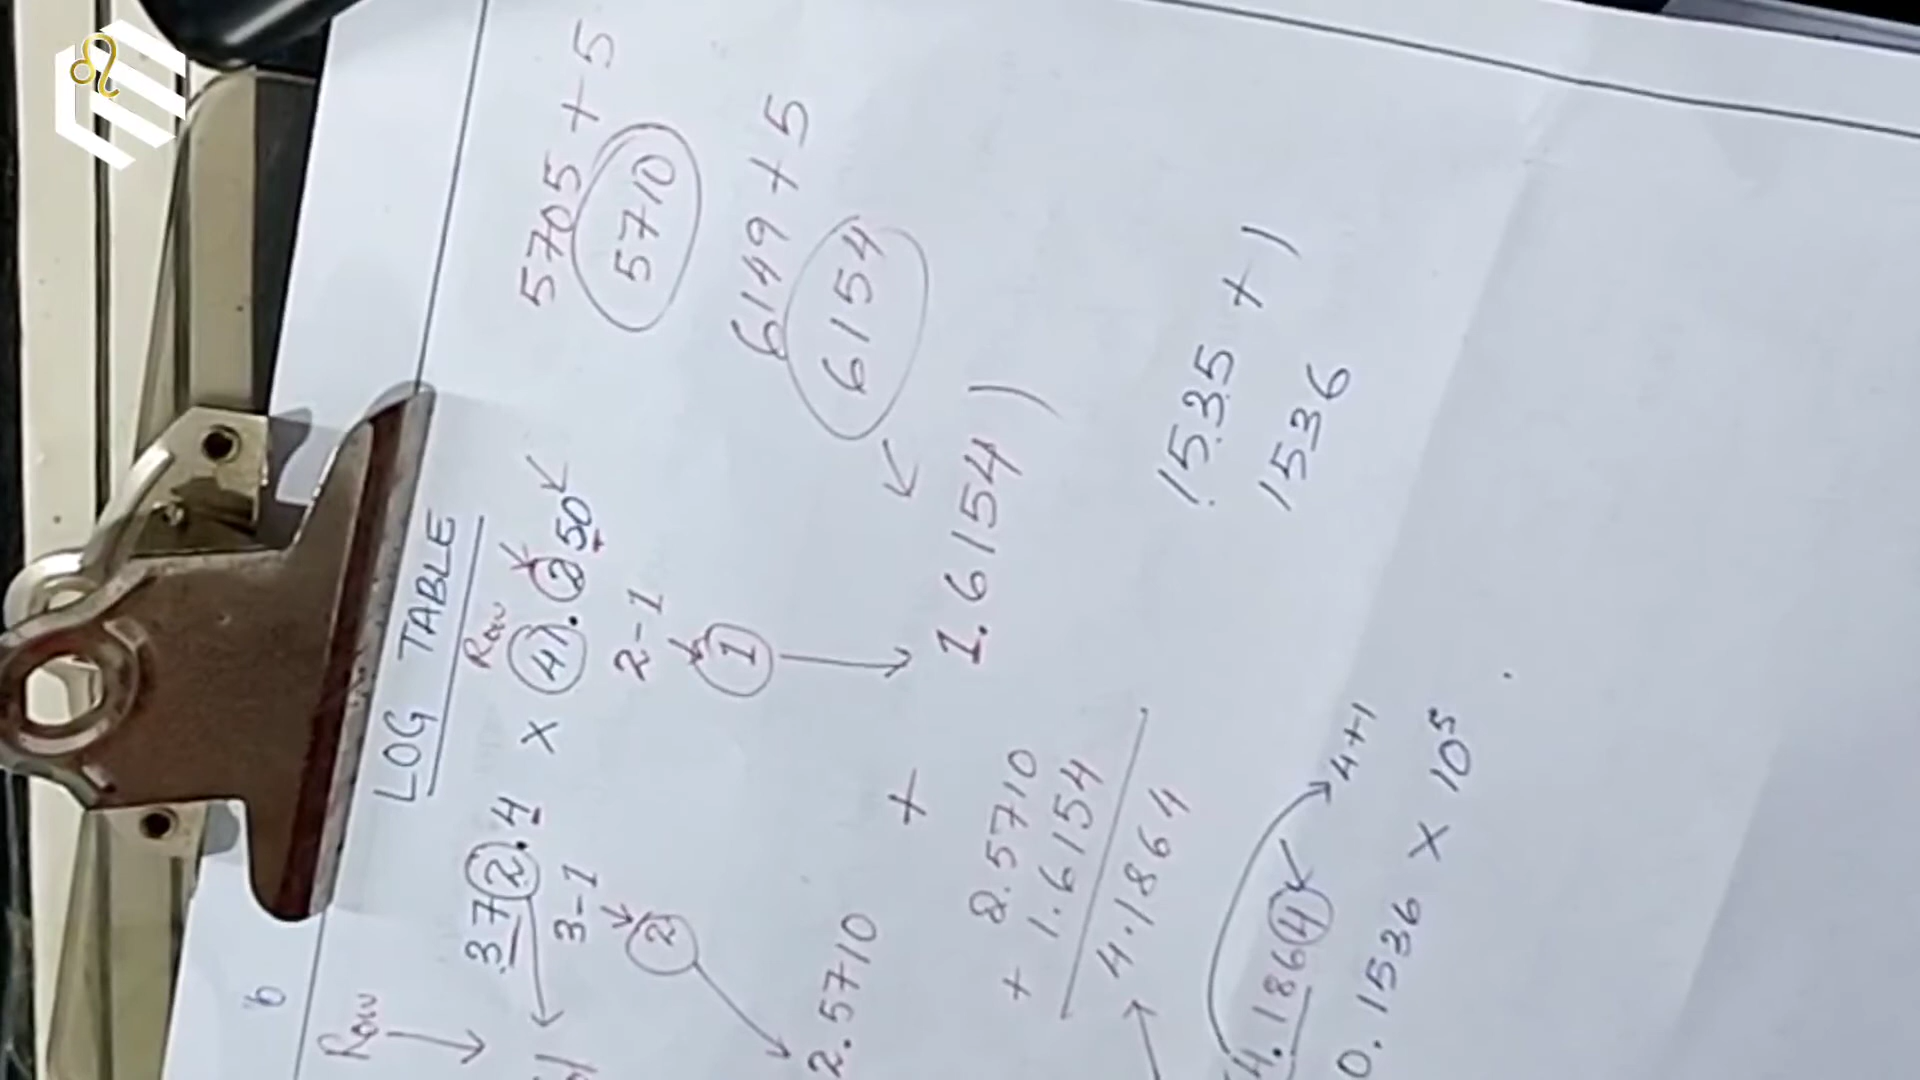 LOG TABLE
Row
Row
372.4 × 41.250
3-1
2-1
2
1
5705 + 5
5710
6149 + 5
6154
2.5710 + 1.6154)
2.5710
+ 1.6154
4.1864
1535 + 1
1536
4.1864
4+1
0.1536 × 10⁵